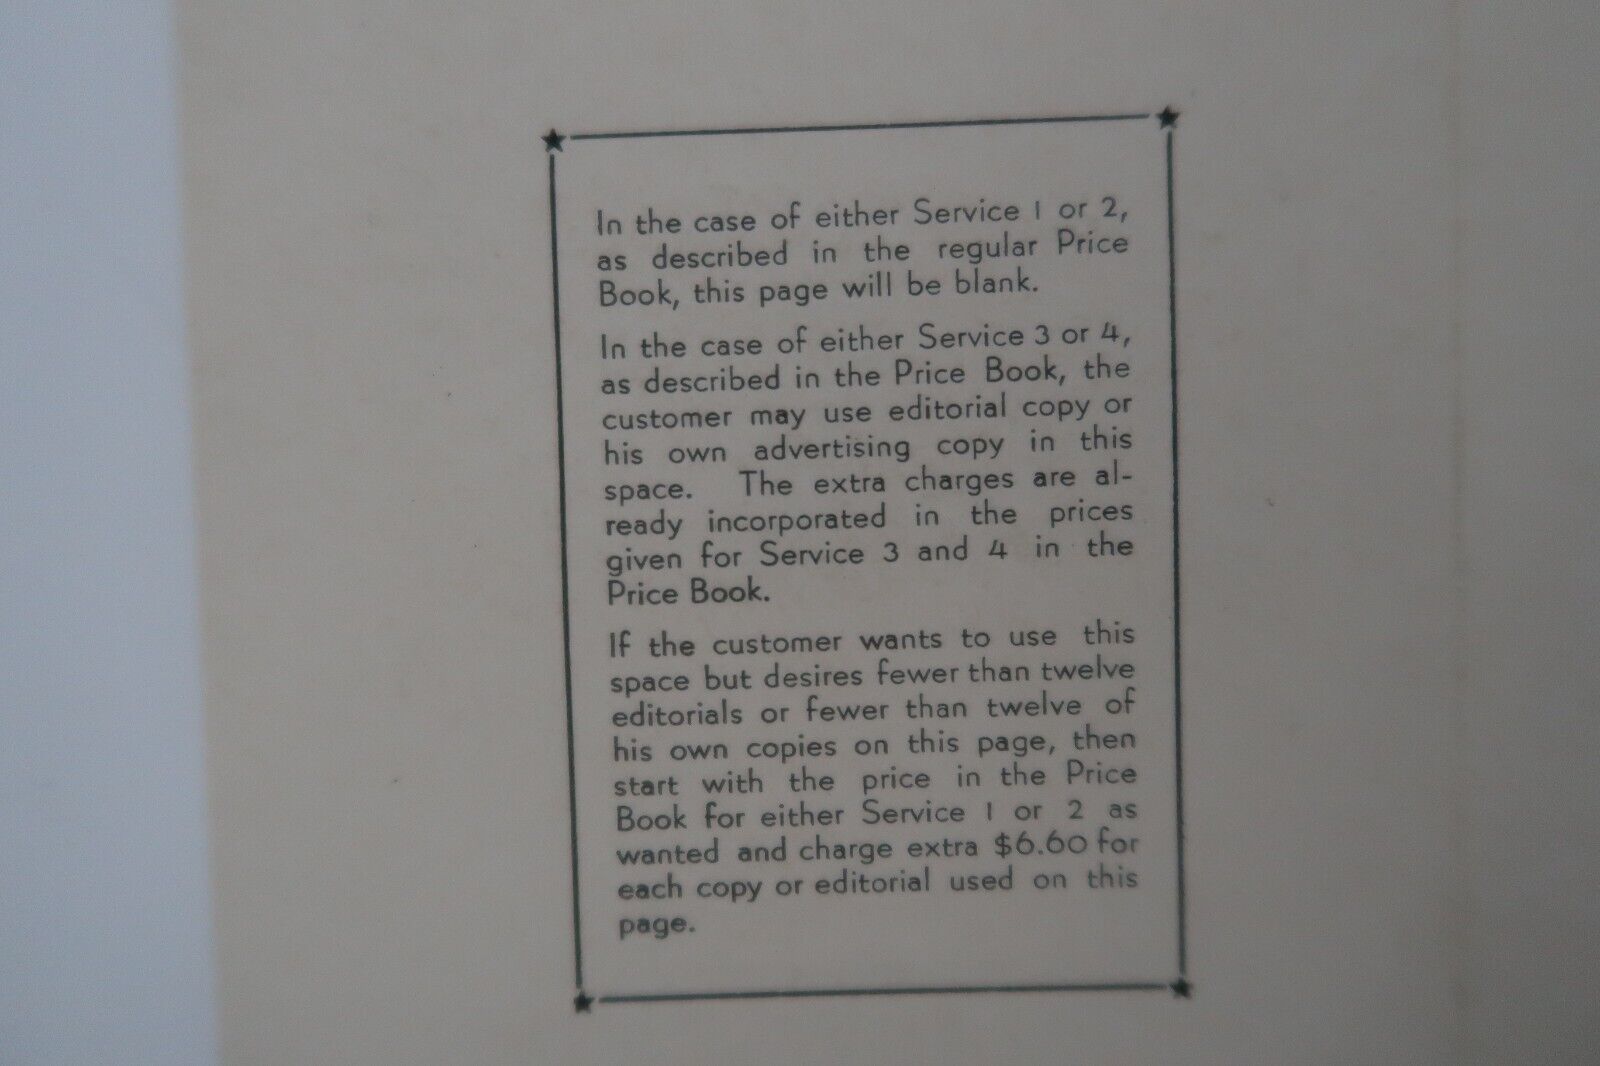 In the case of either Service 1 or 2,
as described in the regular Price
Book, this page will be blank.
In the case of either Service 3 or 4,
as described in the Price Book, the
customer may use editorial copy or
his own advertising copy in this
space. The extra charges are al-
ready incorporated in the prices
given for Service 3 and 4 in the
Price Book.
If the customer wants to use this
space but desires fewer than twelve
editorials or fewer than twelve of
his own copies on this page, then
start with the price in the Price
Book for either Service 1 or 2 as
wanted and charge extra $6.60 for
each copy or editorial used on this
page.